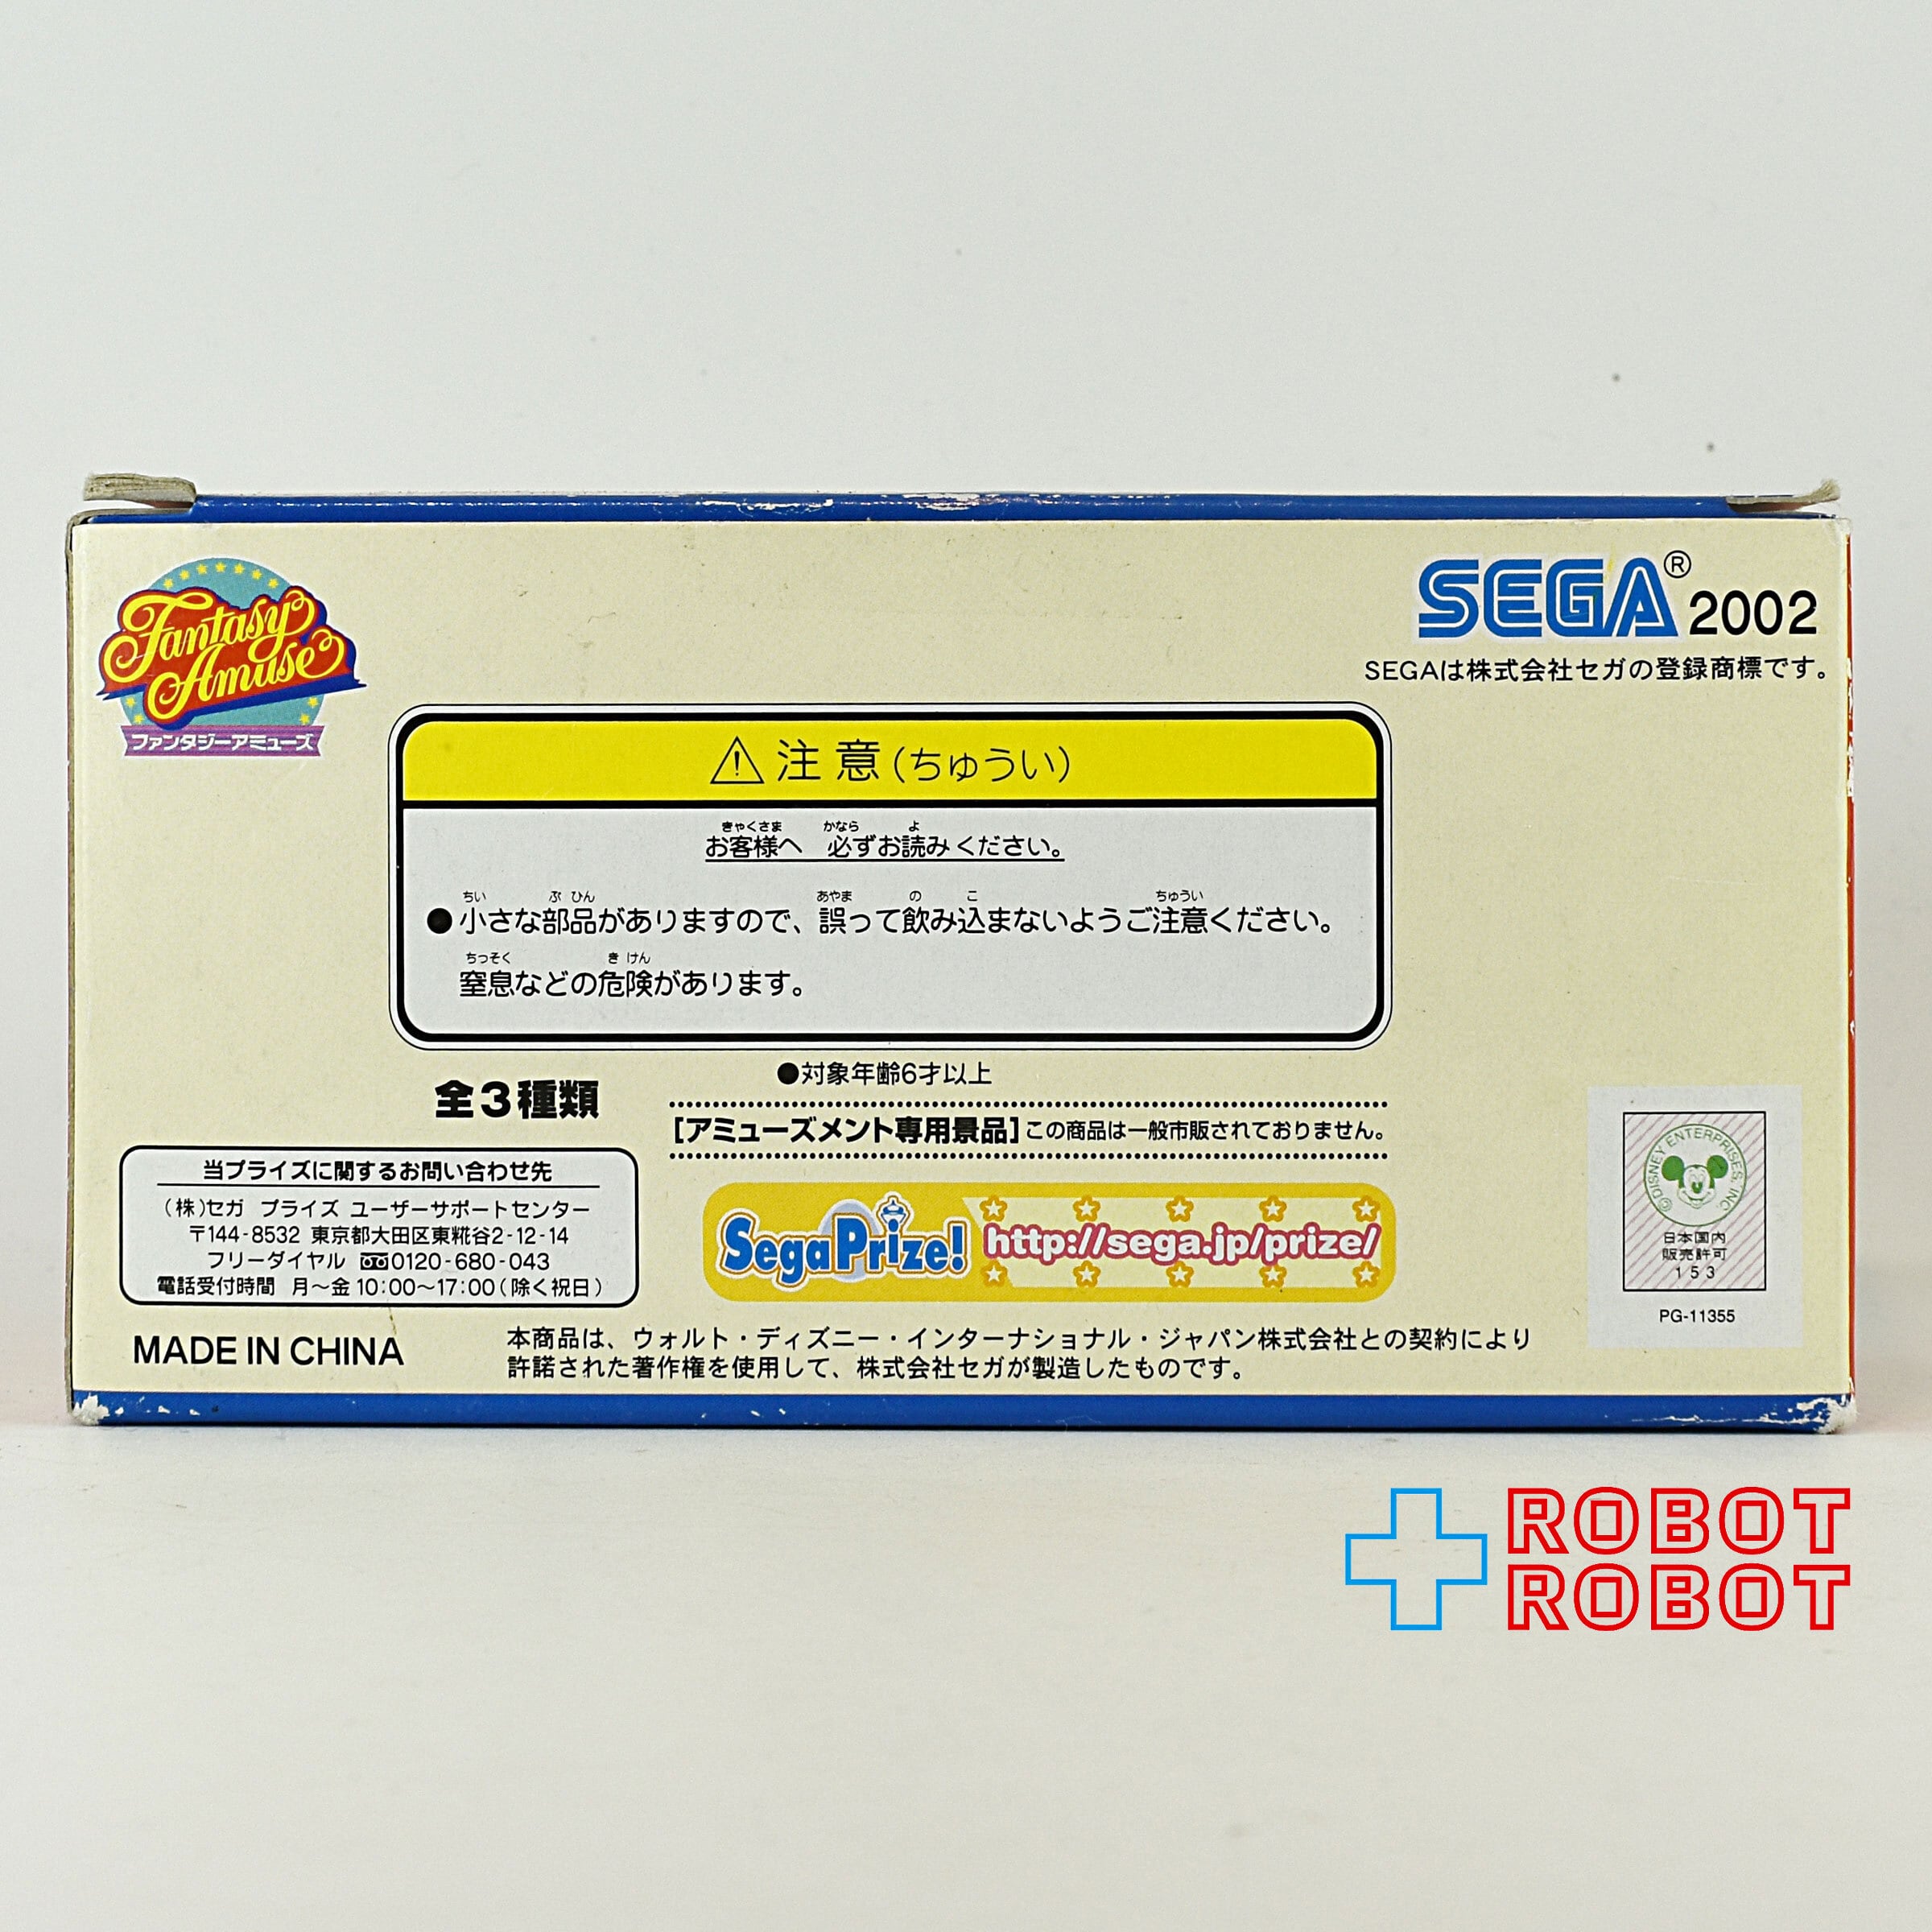 Fantasy
Amuse
ファンタジーアミューズ
SEGA® 2002
SEGAは株式会社セガの登録商標です。
⚠注意(ちゅうい)
きゃくさま かなら よ
お客様へ 必ずお読みください。
ちい ぶ ひん あやま の こ ちゅうい
●小さな部品がありますので、誤って飲み込まないようご注意ください。
ちっそく き けん
窒息などの危険があります。
●対象年齢6才以上
全3種類
[アミューズメント専用景品]この商品は一般市販されておりません。
当プライズに関するお問い合わせ先
(株)セガ プライズ ユーザーサポートセンター
〒144-8532 東京都大田区東糀谷2-12-14
フリーダイヤル 0120-680-043
電話受付時間 月〜金 10:00〜17:00(除く祝日)
SegaPrize! http://sega.jp/prize/
©DISNEY ENTERPRISES, INC.
日本国内
販売許可
153
PG-11355
MADE IN CHINA
本商品は、ウォルト・ディズニー・インターナショナル・ジャパン株式会社との契約により
許諾された著作権を使用して、株式会社セガが製造したものです。
ROBOT
ROBOT